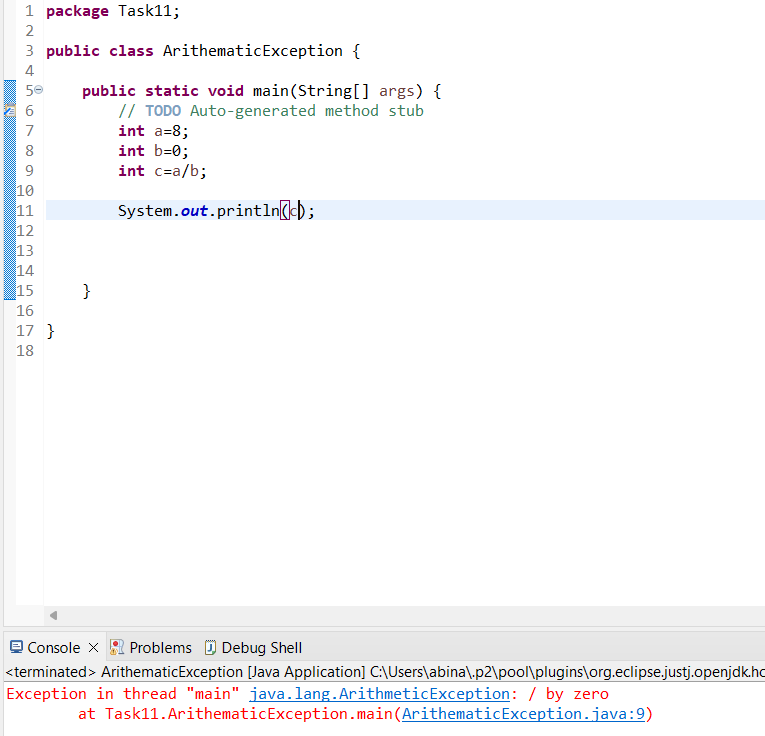 1 package Task11;
2
3 public class ArithematicException {
4
5 public static void main(String[] args) {
6 // TODO Auto-generated method stub
7 int a=8;
8 int b=0;
9 int c=a/b;
10
11 System.out.println(c);
12
13
14
15 }
16
17 }
18
Console Problems Debug Shell
<terminated> ArithematicException [Java Application] C:\Users\abina\.p2\pool\plugins\org.eclipse.justj.openjdk.ho
Exception in thread "main" java.lang.ArithmeticException: / by zero
at Task11.ArithematicException.main(ArithematicException.java:9)